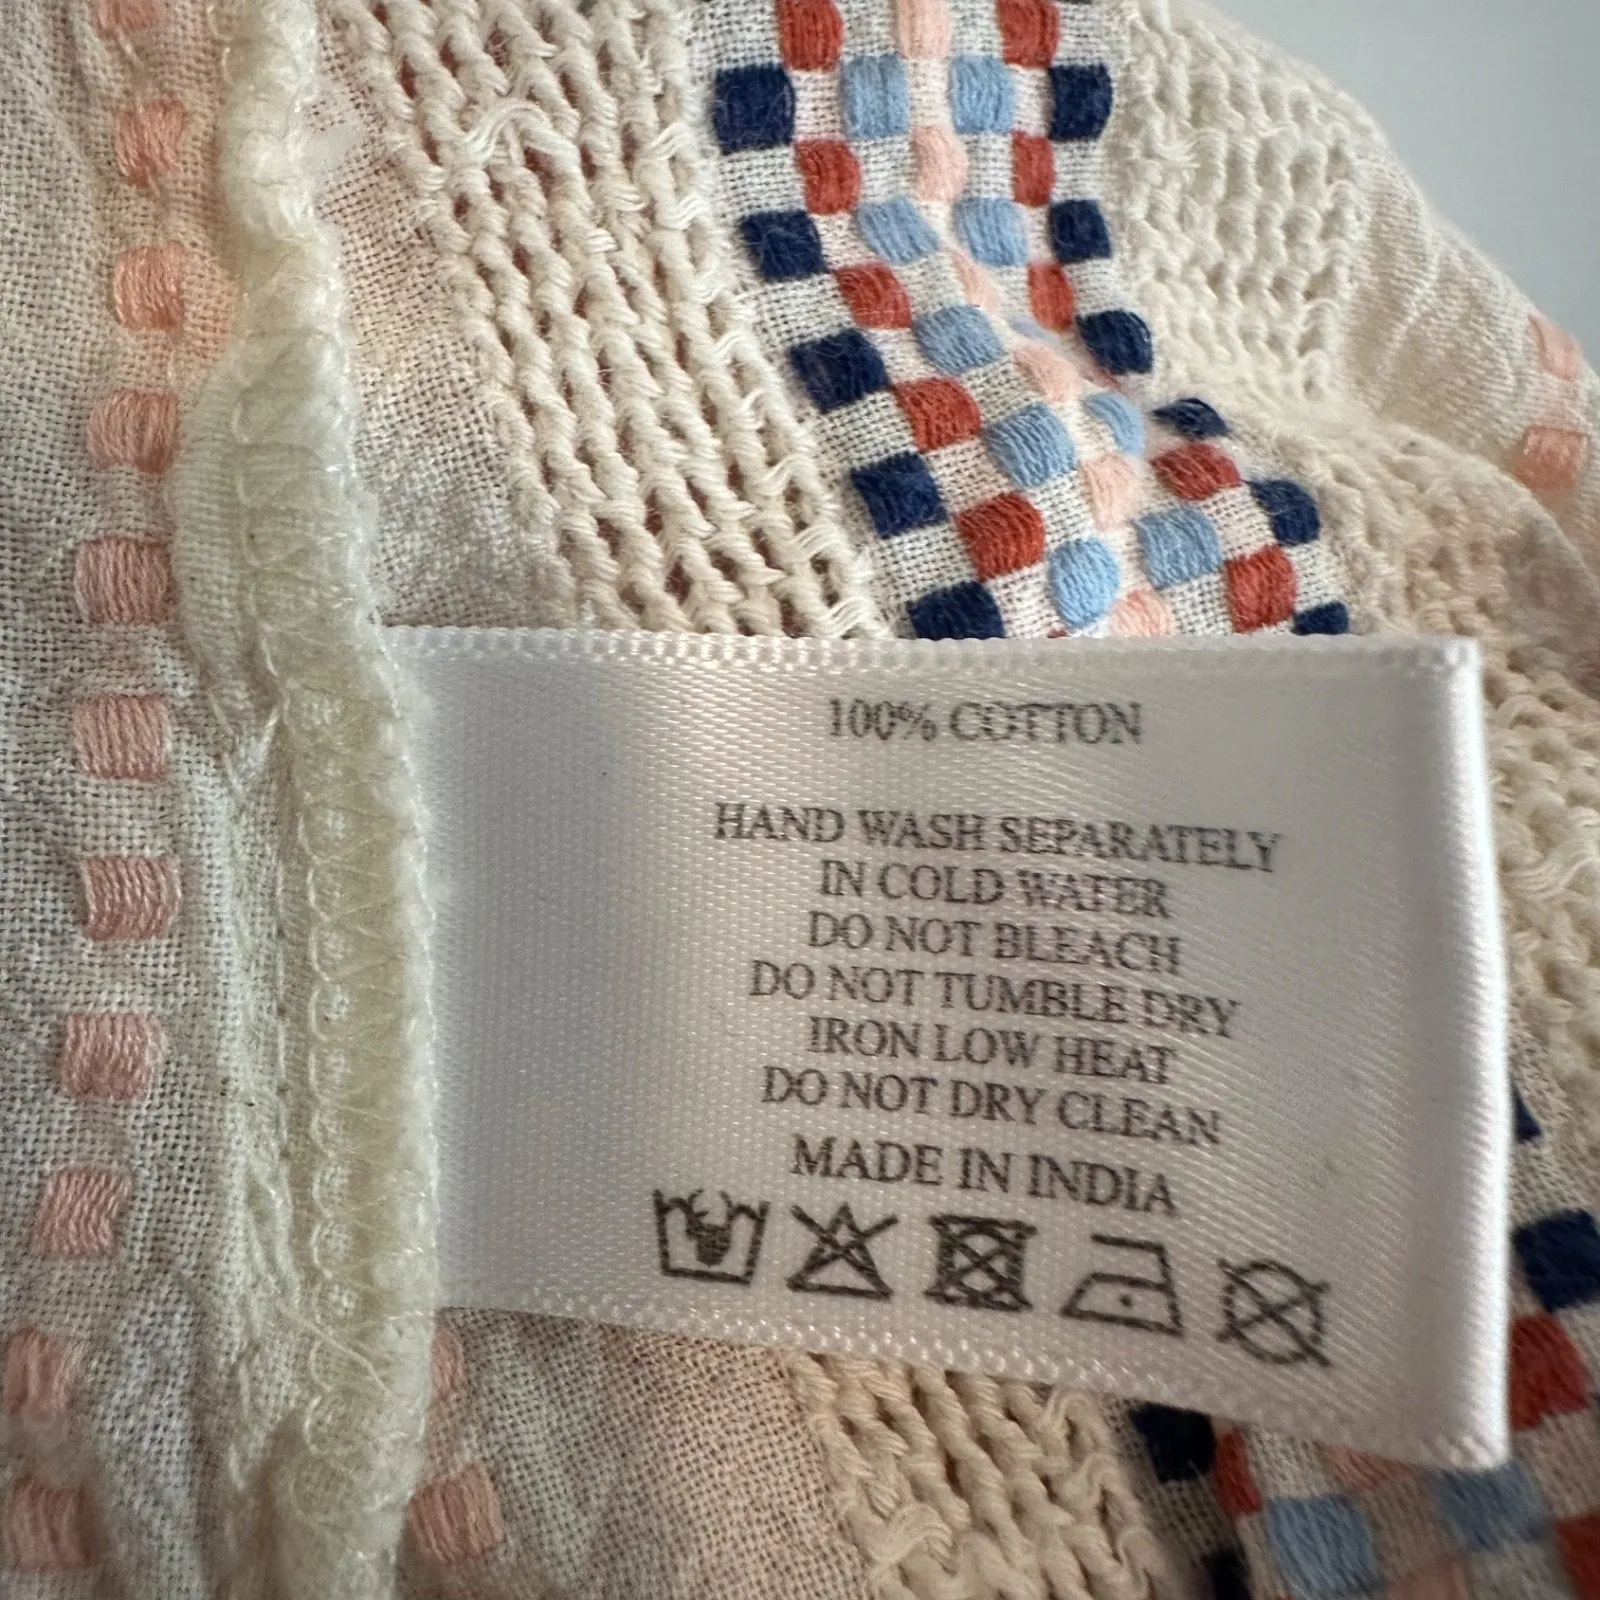 100% COTTON
HAND WASH SEPARATELY
IN COLD WATER
DO NOT BLEACH
DO NOT TUMBLE DRY
IRON LOW HEAT
DO NOT DRY CLEAN
MADE IN INDIA